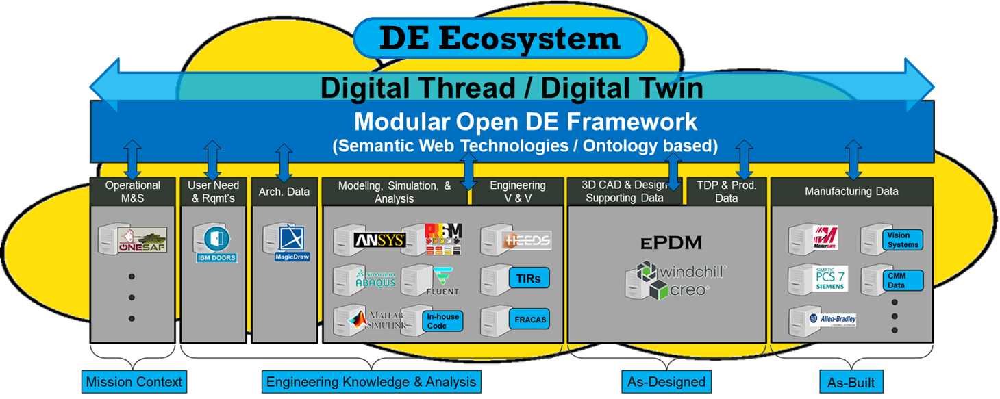 DE Ecosystem
Digital Thread / Digital Twin
Modular Open DE Framework
(Semantic Web Technologies / Ontology based)
Operational
M&S
User Need
& Rqmt's
Arch. Data
Modeling, Simulation, &
Analysis
Engineering
V & V
3D CAD & Design
Supporting Data
TDP & Prod.
Data
Manufacturing Data
ONESAF
IBM DOORS
MagicDraw
ANSYS
PRISM
HEEDS
SIMULIA
ABAQUS
FLUENT
TIRs
MATLAB
SIMULINK
In-house
Code
FRACAS
ePDM
windchill
creo
Mastercam
Vision
Systems
SIMATIC
PCS 7
SIEMENS
CMM
Data
AB Allen-Bradley
Mission Context
Engineering Knowledge & Analysis
As-Designed
As-Built